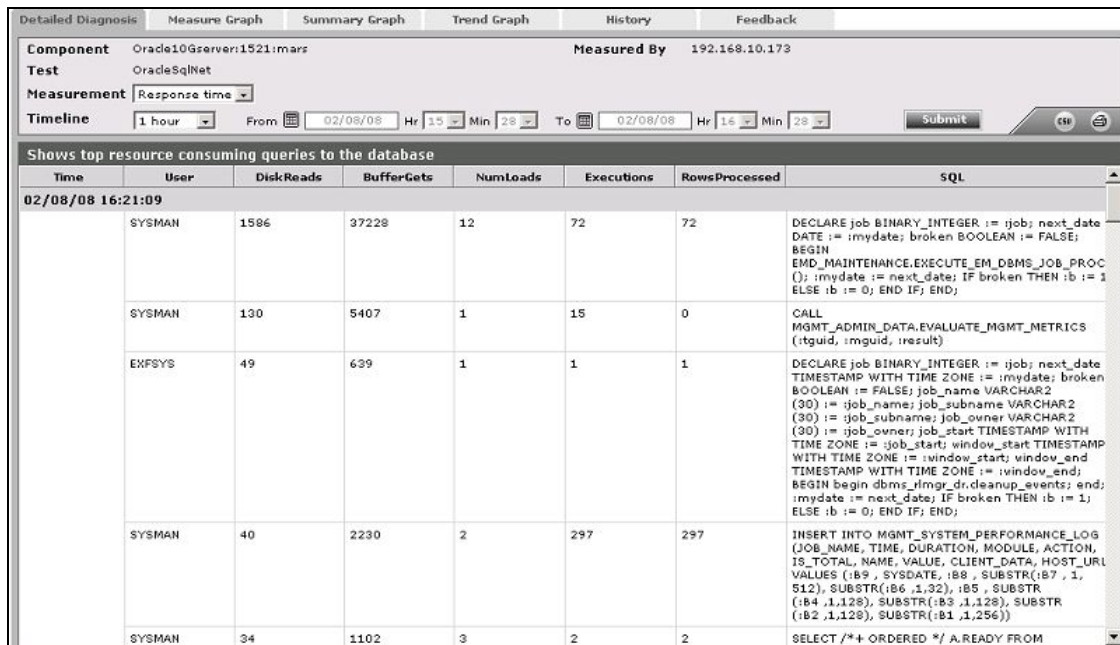 Detailed Diagnosis Measure Graph Summary Graph Trend Graph History Feedback
Component Oracle10Gserver:1521:mars Measured By 192.168.10.173
Test OracleSqlNet
Measurement Response time
Timeline 1 hour From 02/08/08 Hr 15 Min 28 To 02/08/08 Hr 16 Min 28 Submit CSV
Shows top resource consuming queries to the database
Time User DiskReads BufferGets NumLoads Executions RowsProcessed SQL
02/08/08 16:21:09
SYSMAN 1586 37228 12 72 72 DECLARE job BINARY_INTEGER := :job; next_date
DATE := :mydate; broken BOOLEAN := FALSE;
BEGIN
EMD_MAINTENANCE.EXECUTE_EM_DBMS_JOB_PROC
(); :mydate := next_date; IF broken THEN :b := 1
ELSE :b := 0; END IF; END;
SYSMAN 130 5407 1 15 0 CALL
MGMT_ADMIN_DATA.EVALUATE_MGMT_METRICS
(:tguid, :mguid, :result)
EXFSYS 49 639 1 1 1 DECLARE job BINARY_INTEGER := :job; next_date
TIMESTAMP WITH TIME ZONE := :mydate; broken
BOOLEAN := FALSE; job_name VARCHAR2
(30) := :job_name; job_subname VARCHAR2
(30) := :job_subname; job_owner VARCHAR2
(30) := :job_owner; job_start TIMESTAMP WITH
TIME ZONE := :job_start; window_start TIMESTAMP
WITH TIME ZONE := :window_start; window_end
TIMESTAMP WITH TIME ZONE := :window_end;
BEGIN begin dbms_rlmgr_dr.cleanup_events; end;
:mydate := next_date; IF broken THEN :b := 1;
ELSE :b := 0; END IF; END;
SYSMAN 40 2230 2 297 297 INSERT INTO MGMT_SYSTEM_PERFORMANCE_LOG
(JOB_NAME, TIME, DURATION, MODULE, ACTION,
IS_TOTAL, NAME, VALUE, CLIENT_DATA, HOST_URL
VALUES (:B9 , SYSDATE, :B8 , SUBSTR(:B7 , 1,
512), SUBSTR(:B6 ,1,32), :B5 , SUBSTR
(:B4 ,1,128), SUBSTR(:B3 ,1,128), SUBSTR
(:B2 ,1,128), SUBSTR(:B1 ,1,256))
SYSMAN 34 1102 3 2 2 SELECT /*+ ORDERED */ A.READY FROM